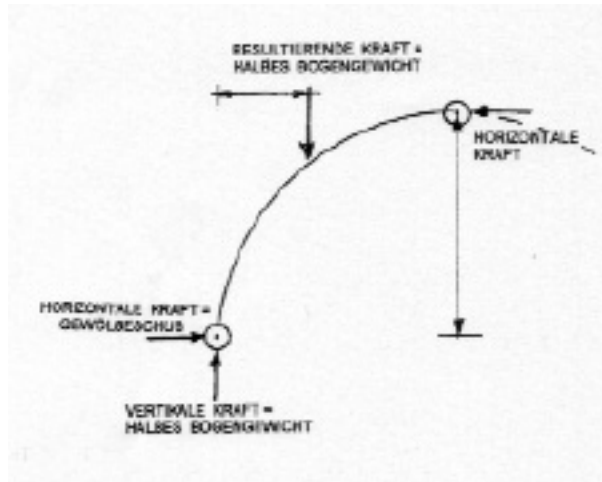 RESULTIERENDE KRAFT =
HALBES BOGENGEWICHT
HORIZONTALE
KRAFT
HORIZONTALE KRAFT =
GEWÖLBESCHUB
VERTIKALE KRAFT =
HALBES BOGENGEWICHT